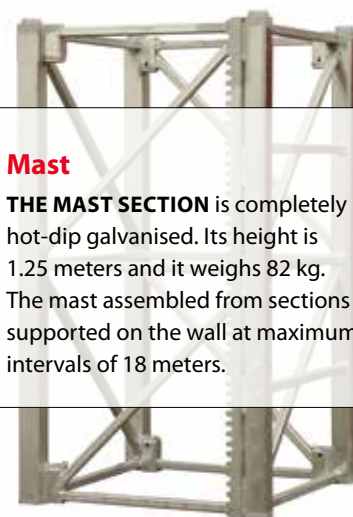 Mast
THE MAST SECTION is completely
hot-dip galvanised. Its height is
1.25 meters and it weighs 82 kg.
The mast assembled from sections
supported on the wall at maximum
intervals of 18 meters.